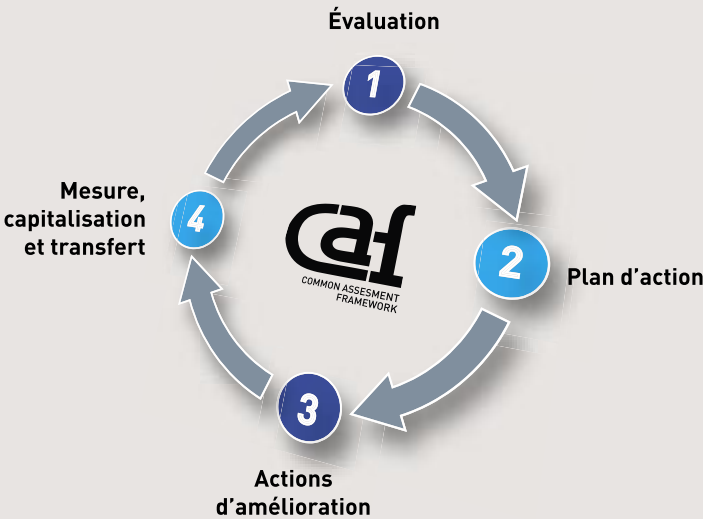 Évaluation
1
2
Plan d’action
3
Actions
d’amélioration
4
Mesure,
capitalisation
et transfert
caf
COMMON ASSESMENT
FRAMEWORK